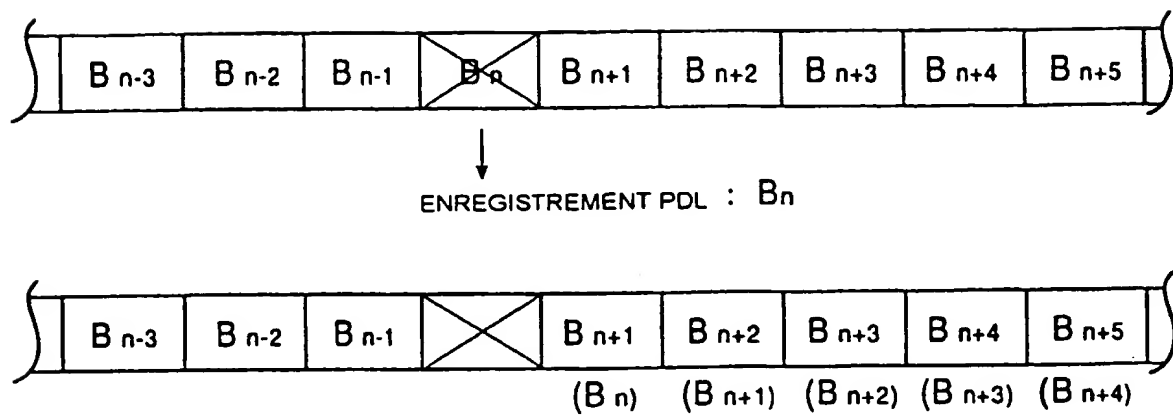 B n-3 B n-2 B n-1 B n B n+1 B n+2 B n+3 B n+4 B n+5
ENREGISTREMENT PDL : Bn
B n-3 B n-2 B n-1 B n+1 B n+2 B n+3 B n+4 B n+5
(B n) (B n+1) (B n+2) (B n+3) (B n+4)